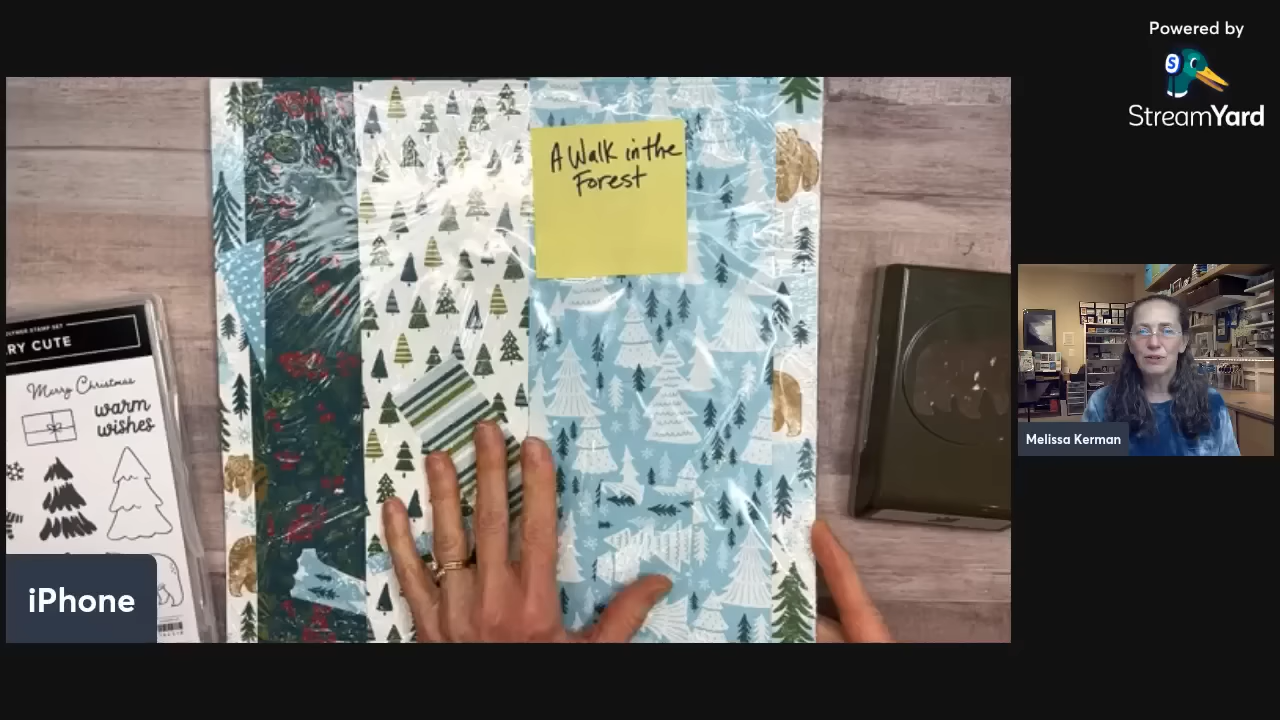 Powered by
StreamYard
A Walk in the
Forest
RY CUTE
Merry Christmas
warm
wishes
Melissa Kerman
iPhone